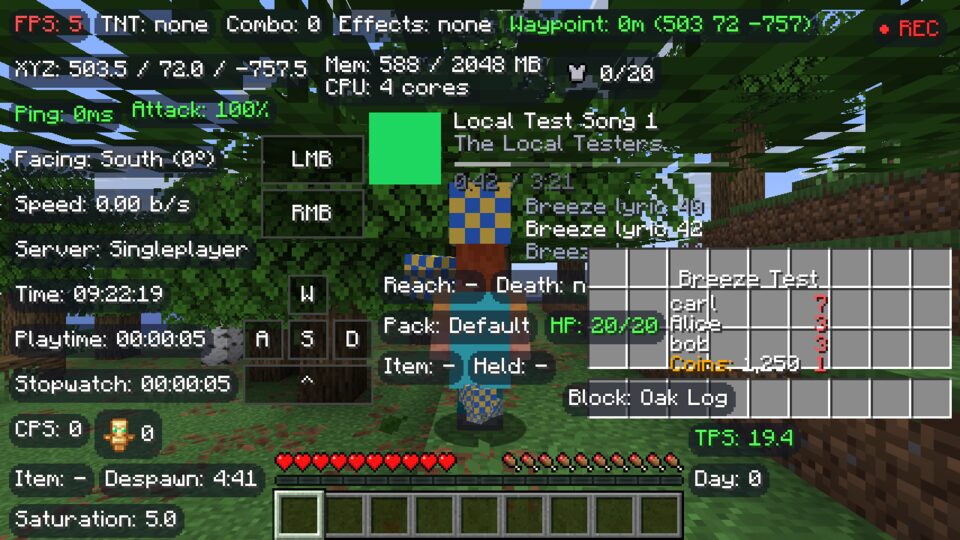 FPS: 5 TNT: none Combo: 0 Effects: none Waypoint: 0m (503 72 -757) REC
XYZ: 503.5 / 72.0 / -757.5
Mem: 588 / 2048 MB
CPU: 4 cores
0/20
Ping: 0ms Attack: 100%
Local Test Song 1
The Local Testers
0:42 / 3:21
Facing: South (0°)
LMB
Speed: 0.00 b/s
RMB
Breeze lyric 40
Breeze lyric 42
Breeze lyric
Server: Singleplayer
Reach: - Death: n
Breeze Test
carl 7
Alice 3
bob 3
Coins: 1,250 1
Time: 09:22:19
W
Pack: Default HP: 20/20
Playtime: 00:00:05
A S D
Item: - Held: -
Stopwatch: 00:00:05
^
Block: Oak Log
CPS: 0
0
TPS: 19.4
Item: - Despawn: 4:41
Day: 0
Saturation: 5.0